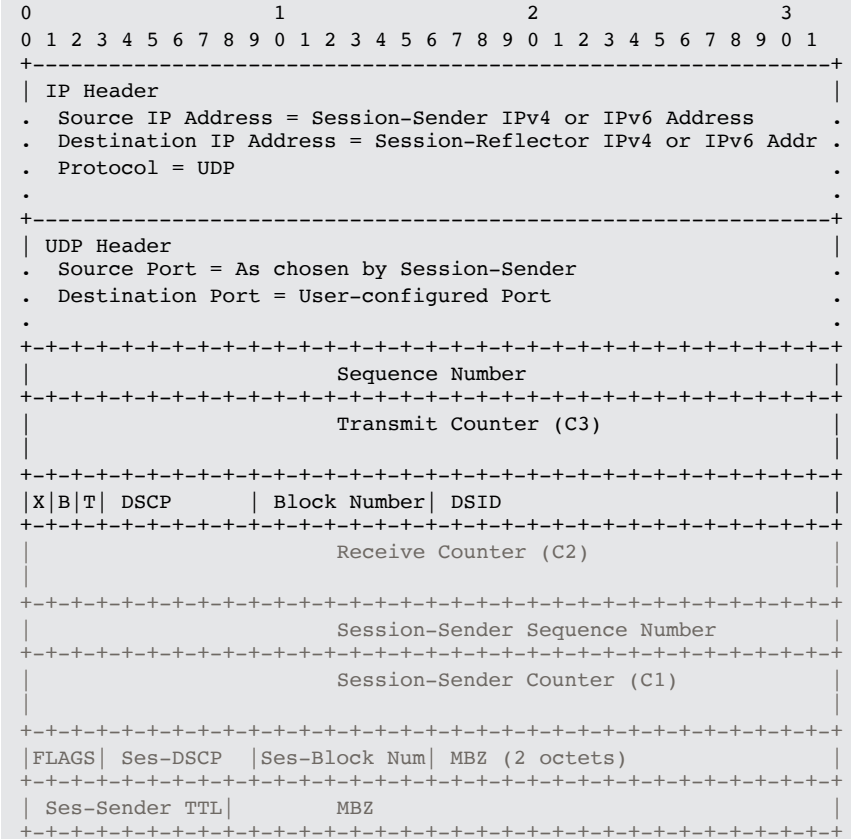 0                   1                   2                   3
0 1 2 3 4 5 6 7 8 9 0 1 2 3 4 5 6 7 8 9 0 1 2 3 4 5 6 7 8 9 0 1
+---------------------------------------------------------------+
| IP Header                                                     |
.  Source IP Address = Session-Sender IPv4 or IPv6 Address      .
.  Destination IP Address = Session-Reflector IPv4 or IPv6 Addr .
.  Protocol = UDP                                               .
.                                                               .
+---------------------------------------------------------------+
| UDP Header                                                    |
.  Source Port = As chosen by Session-Sender                    .
.  Destination Port = User-configured Port                      .
.                                                               .
+-+-+-+-+-+-+-+-+-+-+-+-+-+-+-+-+-+-+-+-+-+-+-+-+-+-+-+-+-+-+-+-+
|                        Sequence Number                        |
+-+-+-+-+-+-+-+-+-+-+-+-+-+-+-+-+-+-+-+-+-+-+-+-+-+-+-+-+-+-+-+-+
|                        Transmit Counter (C3)                  |
|                                                               |
+-+-+-+-+-+-+-+-+-+-+-+-+-+-+-+-+-+-+-+-+-+-+-+-+-+-+-+-+-+-+-+-+
|X|B|T| DSCP      | Block Number| DSID                          |
+-+-+-+-+-+-+-+-+-+-+-+-+-+-+-+-+-+-+-+-+-+-+-+-+-+-+-+-+-+-+-+-+
|                        Receive Counter (C2)                   |
|                                                               |
+-+-+-+-+-+-+-+-+-+-+-+-+-+-+-+-+-+-+-+-+-+-+-+-+-+-+-+-+-+-+-+-+
|                        Session-Sender Sequence Number         |
+-+-+-+-+-+-+-+-+-+-+-+-+-+-+-+-+-+-+-+-+-+-+-+-+-+-+-+-+-+-+-+-+
|                        Session-Sender Counter (C1)            |
|                                                               |
+-+-+-+-+-+-+-+-+-+-+-+-+-+-+-+-+-+-+-+-+-+-+-+-+-+-+-+-+-+-+-+-+
|FLAGS| Ses-DSCP  |Ses-Block Num| MBZ (2 octets)                |
+-+-+-+-+-+-+-+-+-+-+-+-+-+-+-+-+-+-+-+-+-+-+-+-+-+-+-+-+-+-+-+-+
| Ses-Sender TTL|        MBZ                                    |
+-+-+-+-+-+-+-+-+-+-+-+-+-+-+-+-+-+-+-+-+-+-+-+-+-+-+-+-+-+-+-+-+